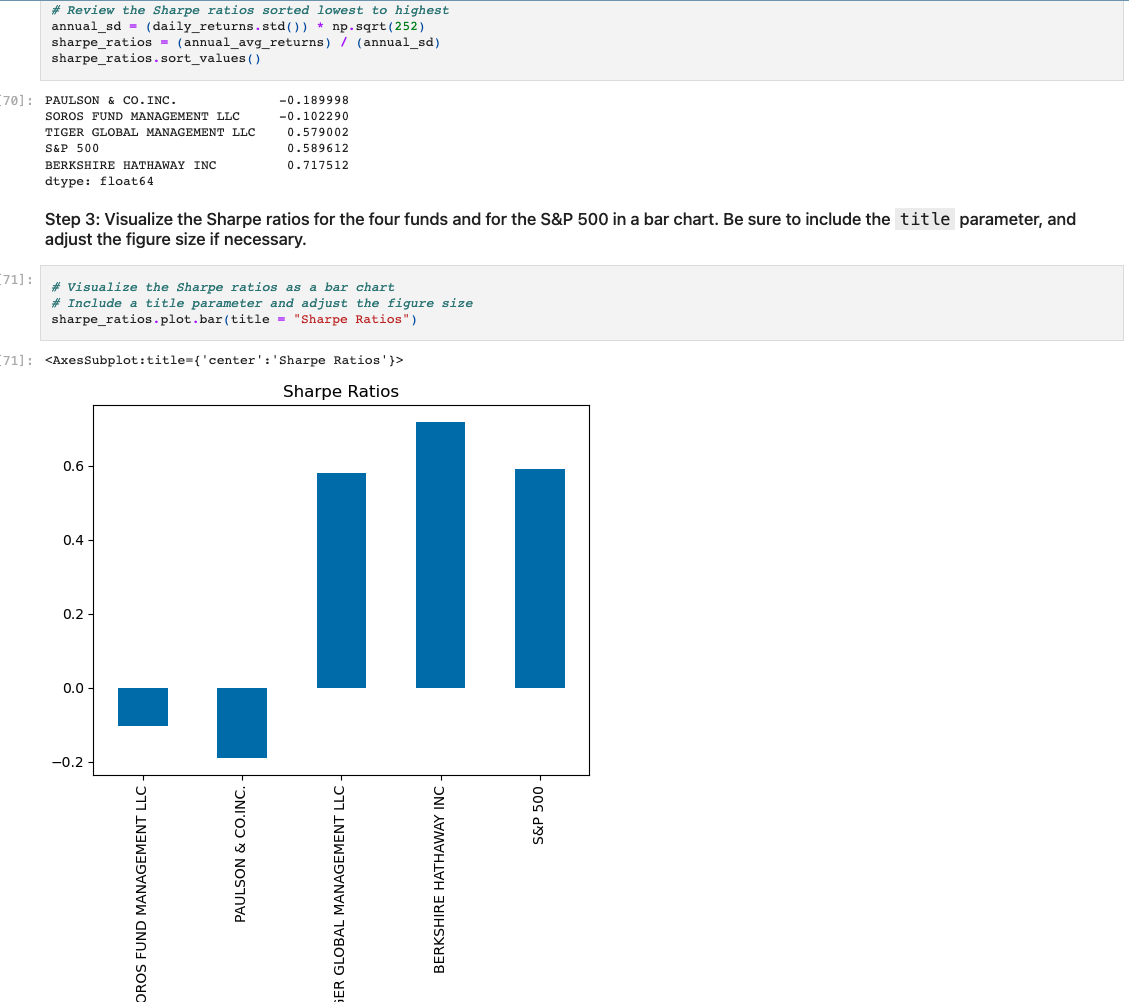 # Review the Sharpe ratios sorted lowest to highest
annual_sd = (daily_returns.std()) * np.sqrt(252)
sharpe_ratios = (annual_avg_returns) / (annual_sd)
sharpe_ratios.sort_values()
[70]: PAULSON & CO.INC. -0.189998
SOROS FUND MANAGEMENT LLC -0.102290
TIGER GLOBAL MANAGEMENT LLC 0.579002
S&P 500 0.589612
BERKSHIRE HATHAWAY INC 0.717512
dtype: float64
Step 3: Visualize the Sharpe ratios for the four funds and for the S&P 500 in a bar chart. Be sure to include the title parameter, and
adjust the figure size if necessary.
[71]:
# Visualize the Sharpe ratios as a bar chart
# Include a title parameter and adjust the figure size
sharpe_ratios.plot.bar(title = "Sharpe Ratios")
[71]: <AxesSubplot:title={'center':'Sharpe Ratios'}>
Sharpe Ratios
0.6
0.4
0.2
0.0
−0.2
OROS FUND MANAGEMENT LLC
PAULSON & CO.INC.
GER GLOBAL MANAGEMENT LLC
BERKSHIRE HATHAWAY INC
S&P 500